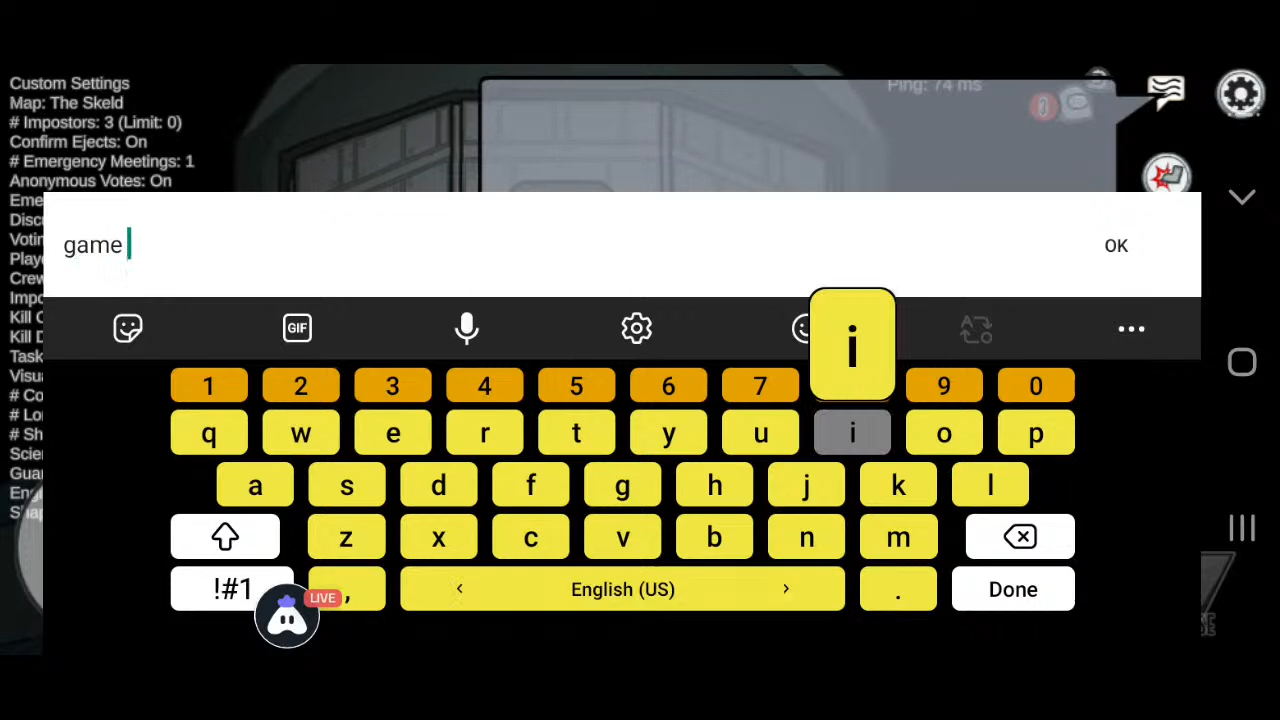 Custom Settings
Map: The Skeld
# Impostors: 3 (Limit: 0)
Confirm Ejects: On
# Emergency Meetings: 1
Anonymous Votes: On
Ping: 74 ms
game
OK
GIF
i
1 2 3 4 5 6 7 9 0
q w e r t y u i o p
a s d f g h j k l
z x c v b n m
!#1 , < English (US) > . Done
LIVE